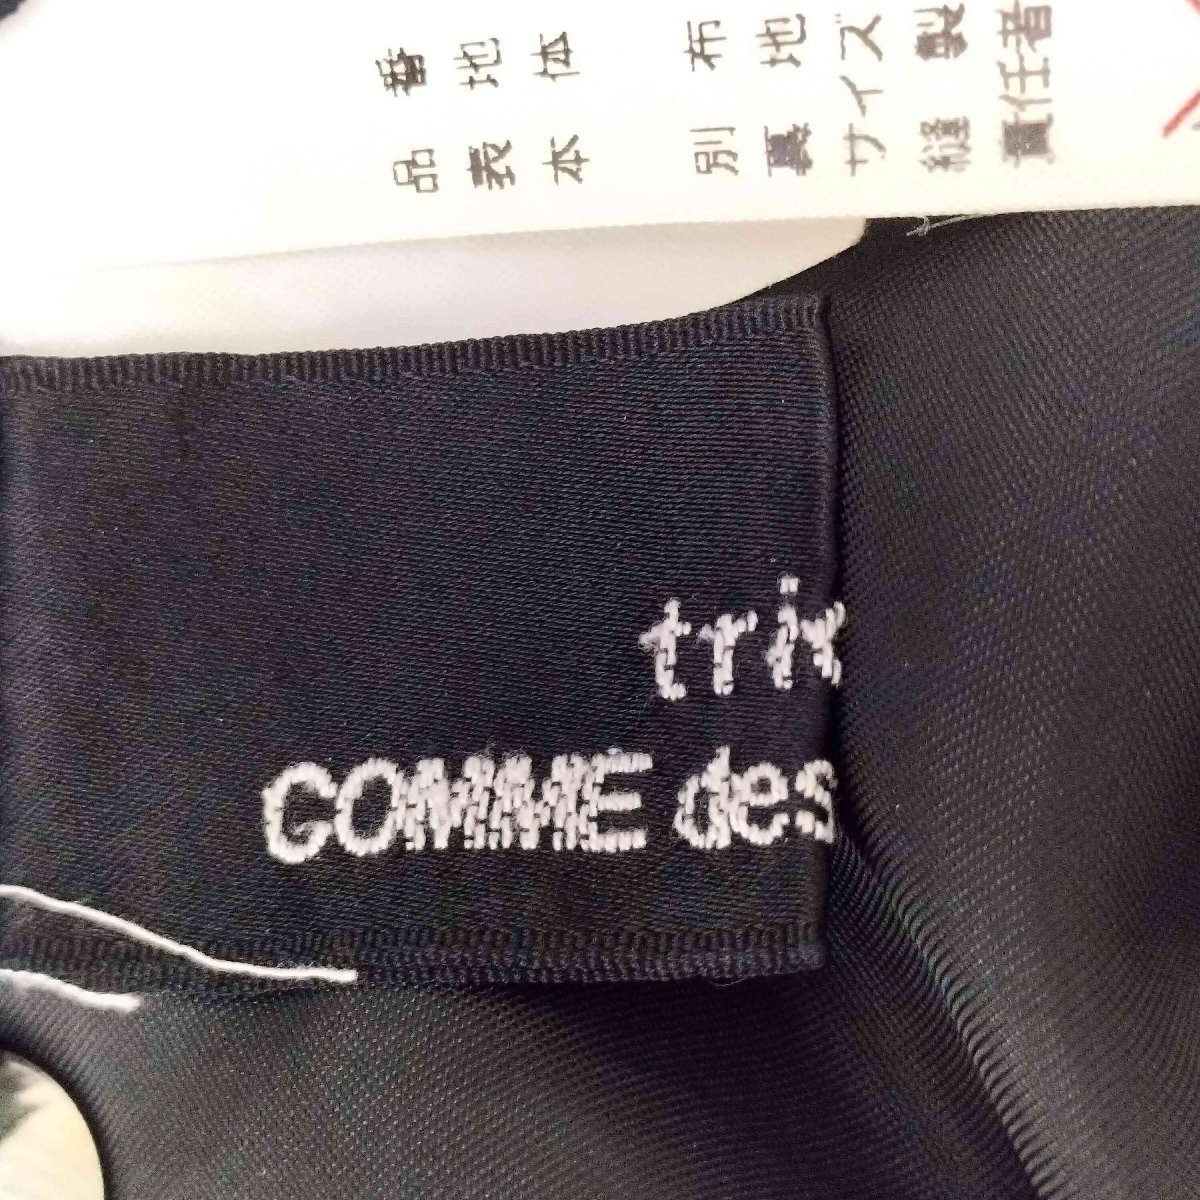 品番
表地
本体
別布
裏地
サイズ
縫製
責任者
COMME des